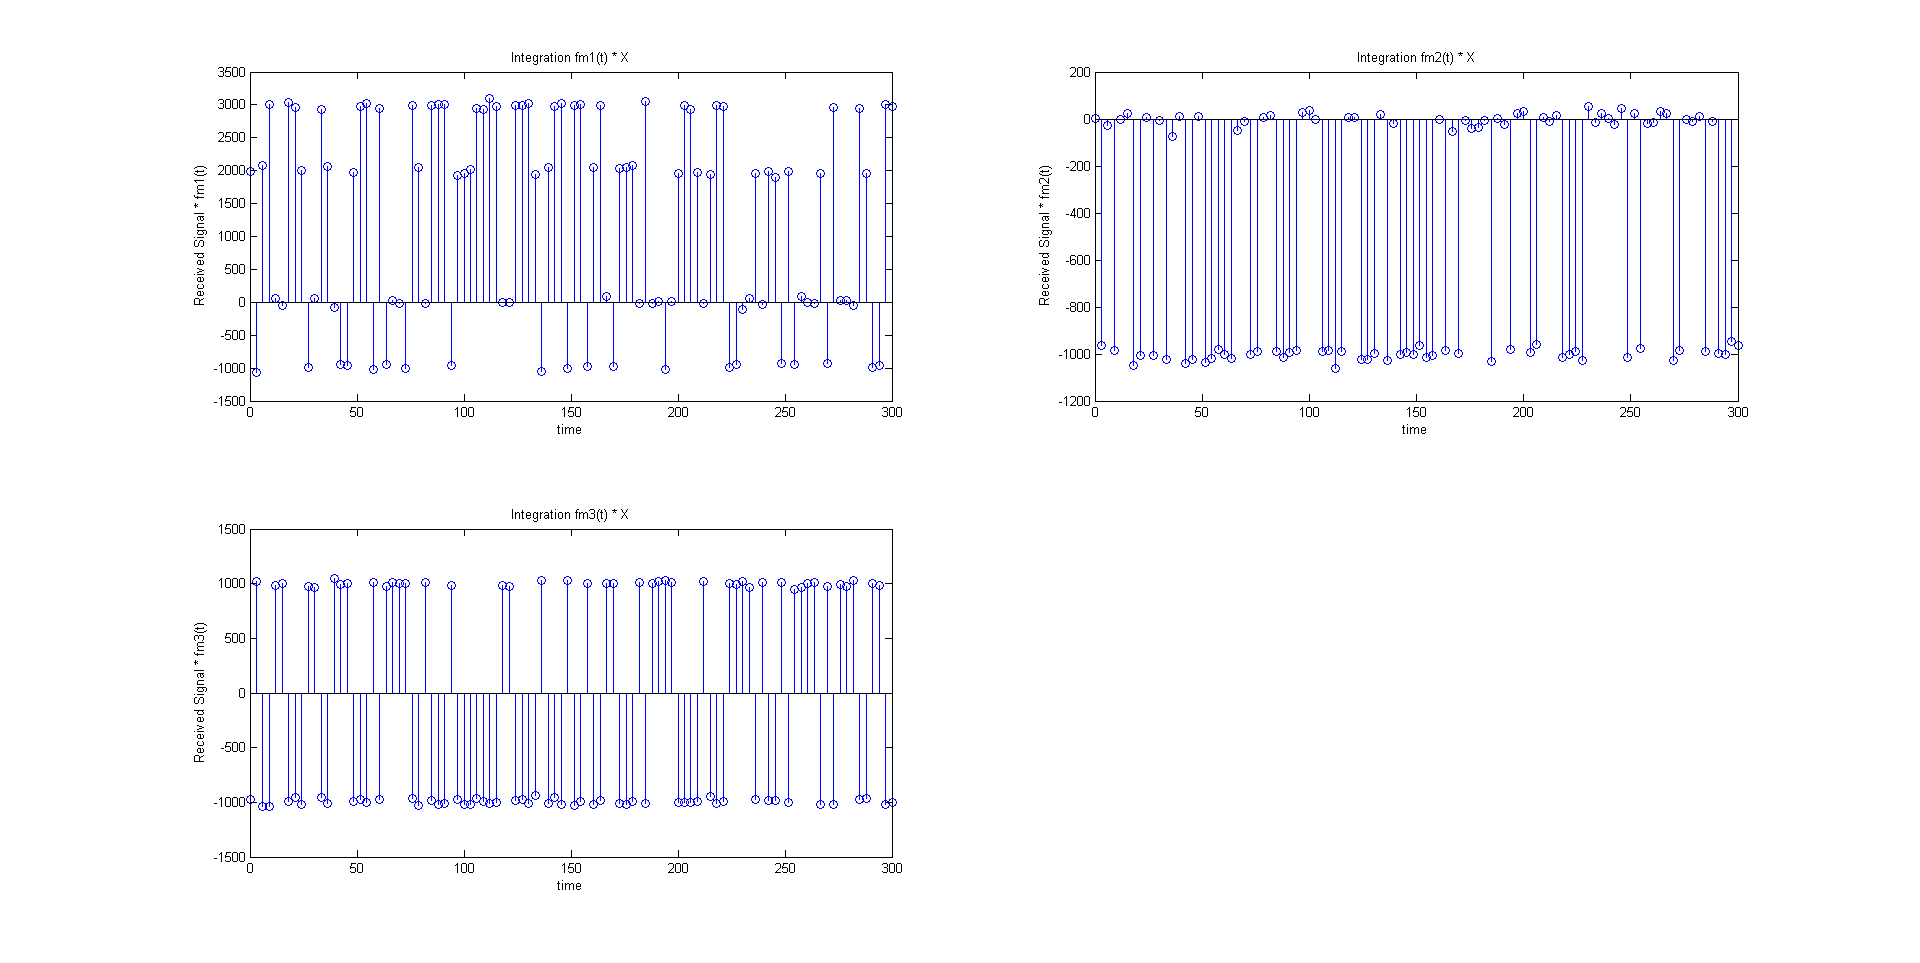 Integration fm1(t) * X
3500
3000
2500
2000
1500
1000
500
0
-500
-1000
-1500
Received Signal * fm1(t)
0 50 100 150 200 250 300
time
Integration fm2(t) * X
200
0
-200
-400
-600
-800
-1000
-1200
Received Signal * fm2(t)
0 50 100 150 200 250 300
time
Integration fm3(t) * X
1500
1000
500
0
-500
-1000
-1500
Received Signal * fm3(t)
0 50 100 150 200 250 300
time